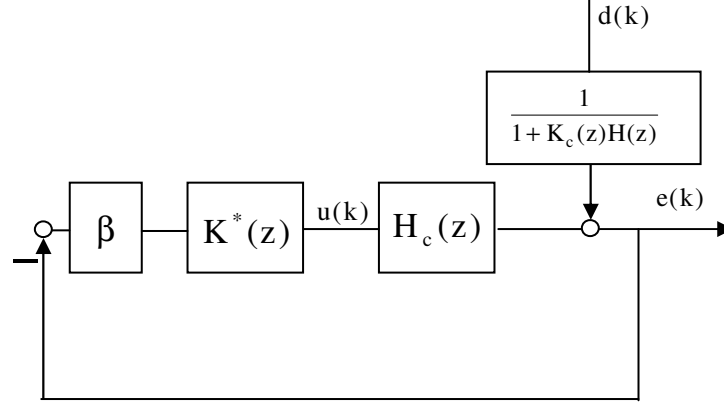 d(k)
1
1+K_c(z)H(z)
e(k)
β
K^*(z)
u(k)
H_c(z)
−